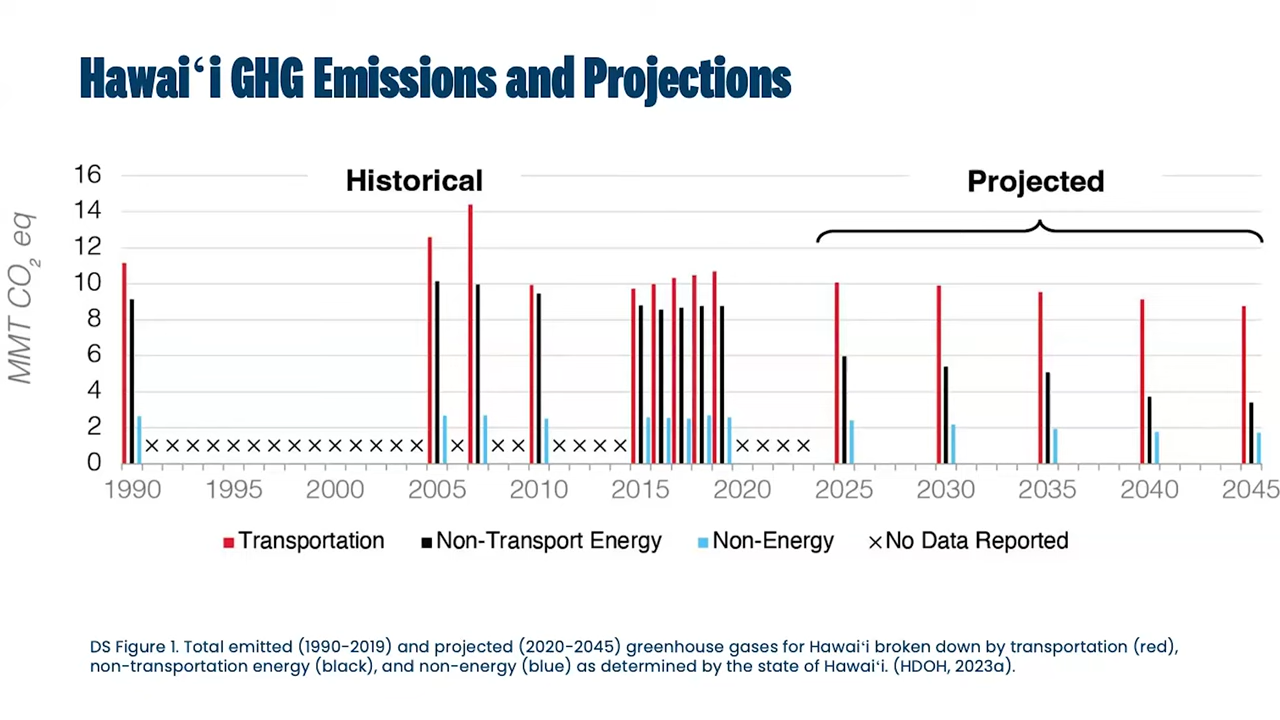 Hawaiʻi GHG Emissions and Projections
Historical
Projected
MMT CO₂ eq
16
14
12
10
8
6
4
2
0
1990 1995 2000 2005 2010 2015 2020 2025 2030 2035 2040 2045
Transportation Non-Transport Energy Non-Energy ×No Data Reported
DS Figure 1. Total emitted (1990-2019) and projected (2020-2045) greenhouse gases for Hawaiʻi broken down by transportation (red),
non-transportation energy (black), and non-energy (blue) as determined by the state of Hawaiʻi. (HDOH, 2023a).